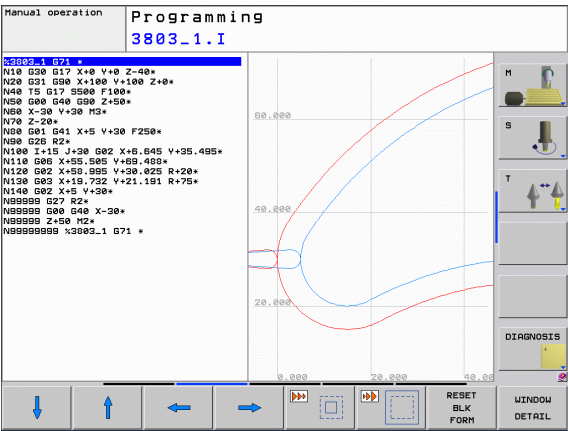 Manual operation
Programming
3803_1.I
%3803_1 G71 *
N10 G30 G17 X+0 Y+0 Z-40*
N20 G31 G90 X+100 Y+100 Z+0*
N40 T5 G17 S500 F100*
N50 G00 G40 G90 Z+50*
N60 X-30 Y+30 M3*
N70 Z-20*
N80 G01 G41 X+5 Y+30 F250*
N90 G26 R2*
N100 I+15 J+30 G02 X+6.645 Y+35.495*
N110 G06 X+55.505 Y+69.488*
N120 G02 X+58.995 Y+30.025 R+20*
N130 G03 X+19.732 Y+21.191 R+75*
N140 G02 X+5 Y+30*
N99999 G27 R2*
N99999 G00 G40 X-30*
N99999 Z+50 M2*
N99999999 %3803_1 G71 *
60.000
40.000
20.000
0.000
20.000
40.00
M
S
T
DIAGNOSIS
RESET
BLK
FORM
WINDOW
DETAIL